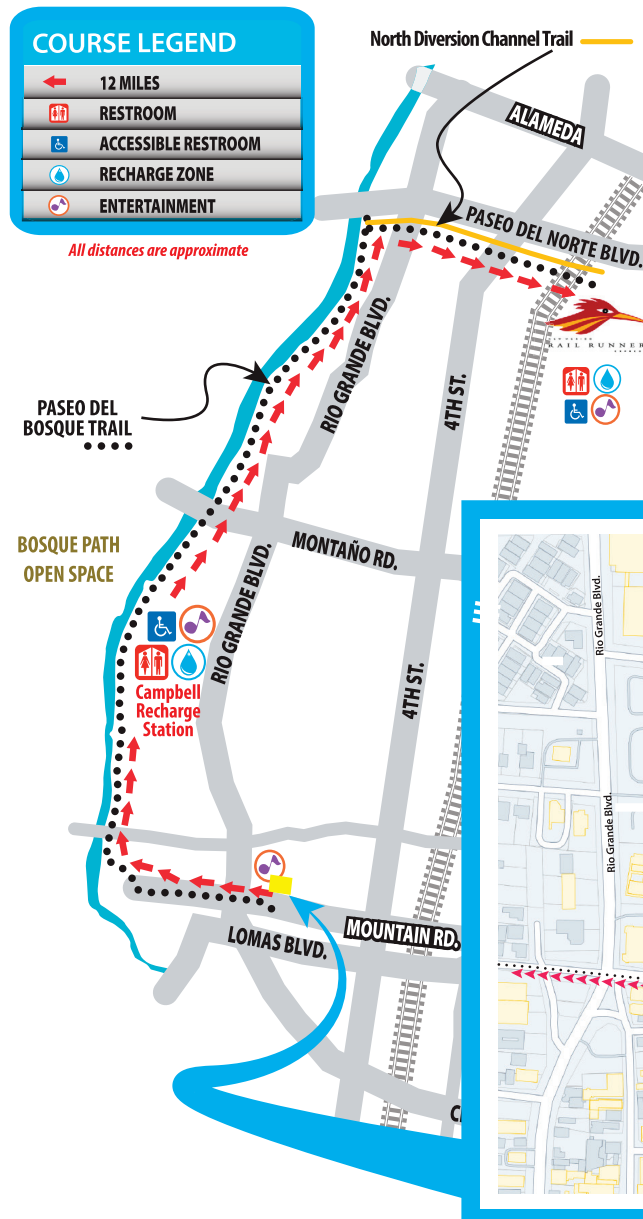 COURSE LEGEND
12 MILES
RESTROOM
ACCESSIBLE RESTROOM
RECHARGE ZONE
ENTERTAINMENT
All distances are approximate
North Diversion Channel Trail
ALAMEDA
PASEO DEL NORTE BLVD.
RAIL RUNNER
RIO GRANDE BLVD.
4TH ST.
PASEO DEL
BOSQUE TRAIL
BOSQUE PATH
OPEN SPACE
MONTAÑO RD.
RIO GRANDE BLVD.
4TH ST.
Campbell
Recharge
Station
MOUNTAIN RD.
LOMAS BLVD.
Rio Grande Blvd.
Rio Grande Blvd.